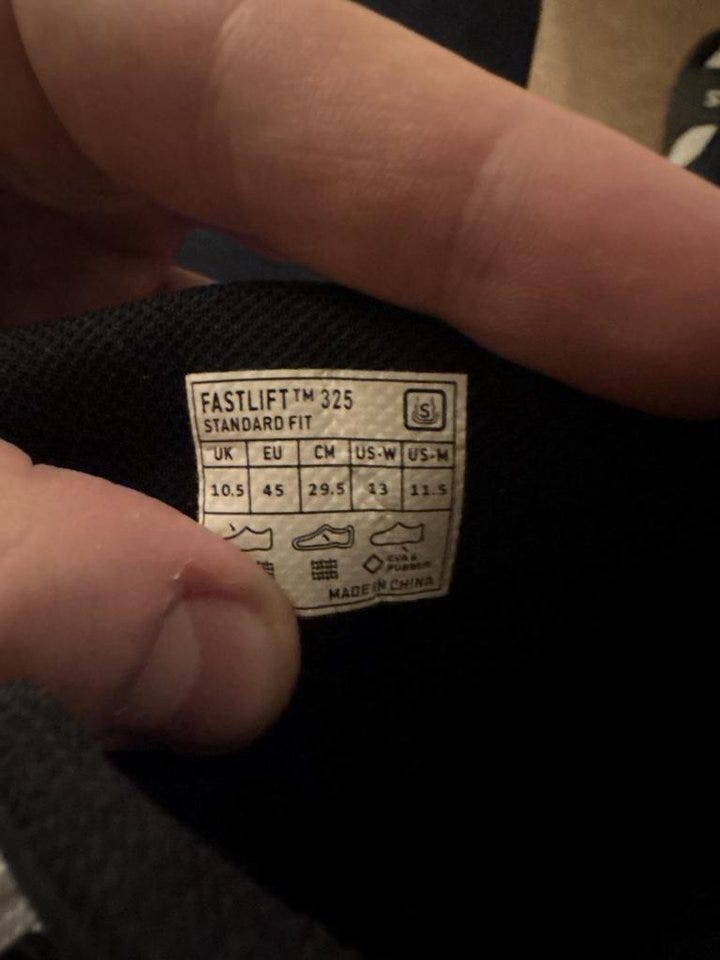 FASTLIFT™ 325
STANDARD FIT
S
UK EU CM US-W US-M
10.5 45 29.5 13 11.5
EVA &
RUBBER
MADE IN CHINA
S